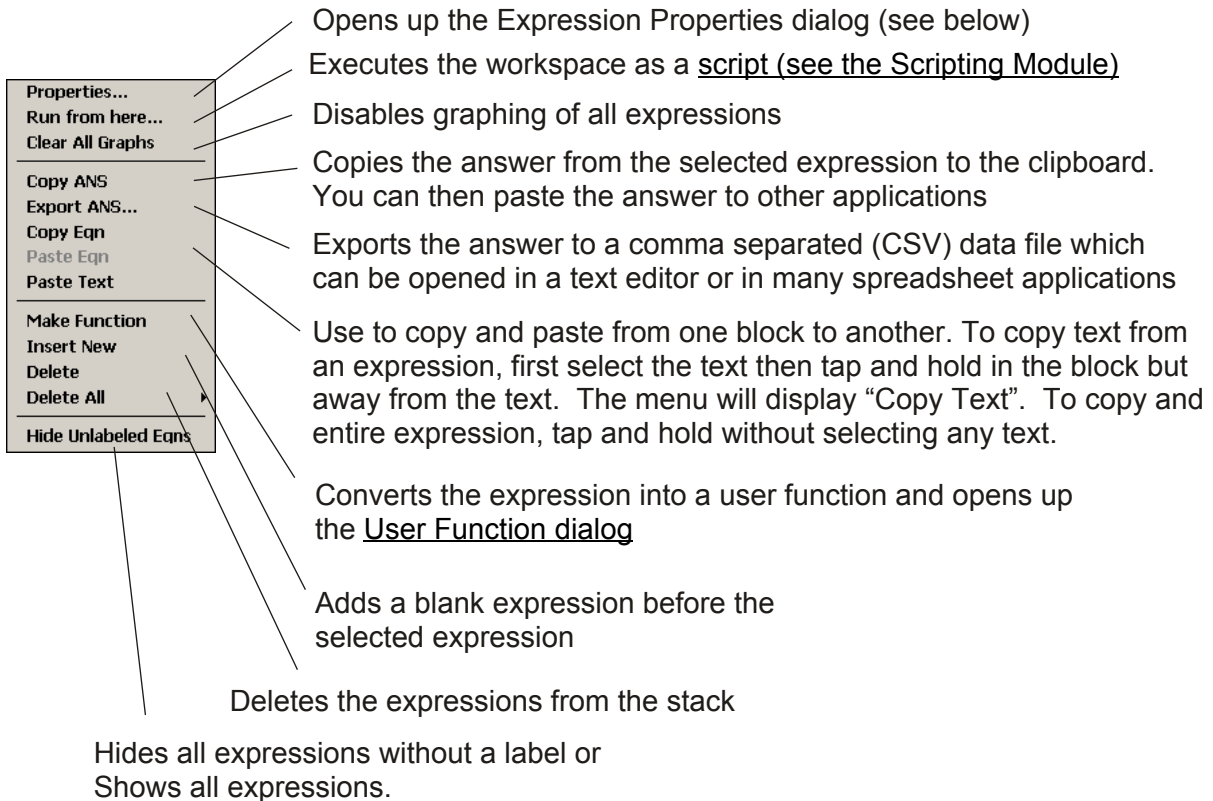 Opens up the Expression Properties dialog (see below)
Executes the workspace as a script (see the Scripting Module)
Disables graphing of all expressions
Copies the answer from the selected expression to the clipboard.
You can then paste the answer to other applications
Exports the answer to a comma separated (CSV) data file which
can be opened in a text editor or in many spreadsheet applications
Use to copy and paste from one block to another. To copy text from
an expression, first select the text then tap and hold in the block but
away from the text.  The menu will display “Copy Text”.  To copy and
entire expression, tap and hold without selecting any text.
Converts the expression into a user function and opens up
the User Function dialog
Adds a blank expression before the
selected expression
Deletes the expressions from the stack
Hides all expressions without a label or
Shows all expressions.
Properties...
Run from here...
Clear All Graphs
Copy ANS
Export ANS...
Copy Eqn
Paste Eqn
Paste Text
Make Function
Insert New
Delete
Delete All
Hide Unlabeled Eqns